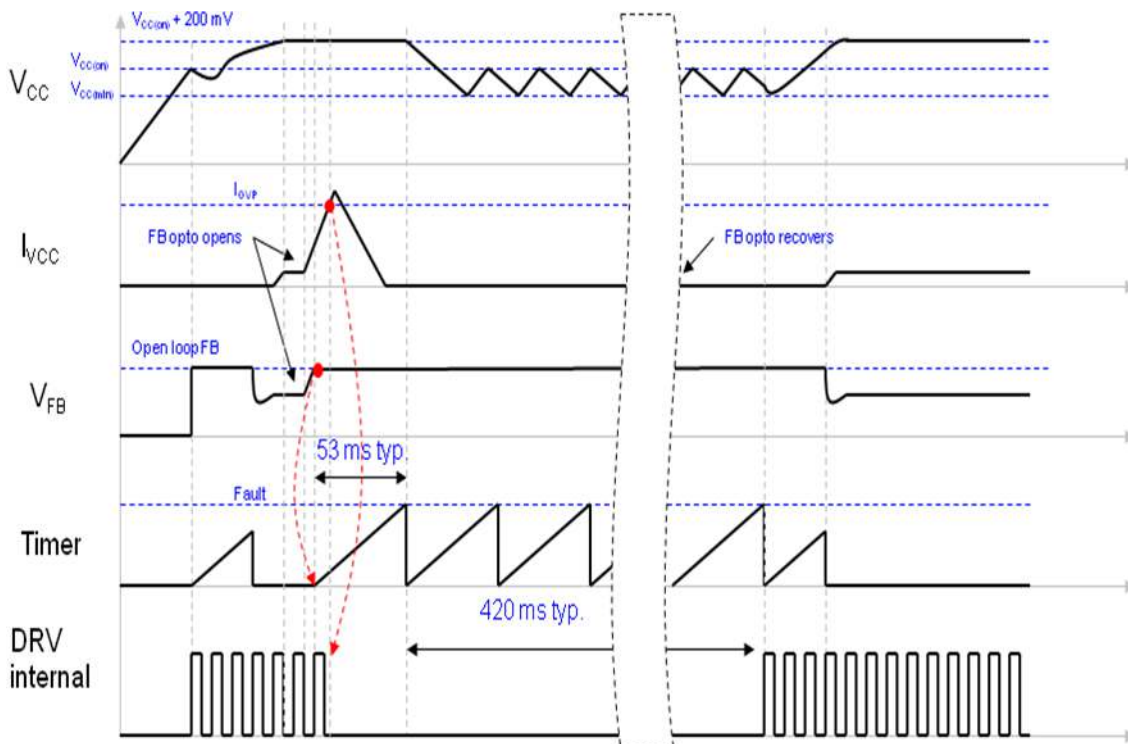 VCC(on) + 200 mV
VCC(on)
VCC
VCC(min)
IOVP
FB opto opens
FB opto recovers
IVCC
Open loop FB
VFB
53 ms typ.
Fault
Timer
420 ms typ.
DRV
internal